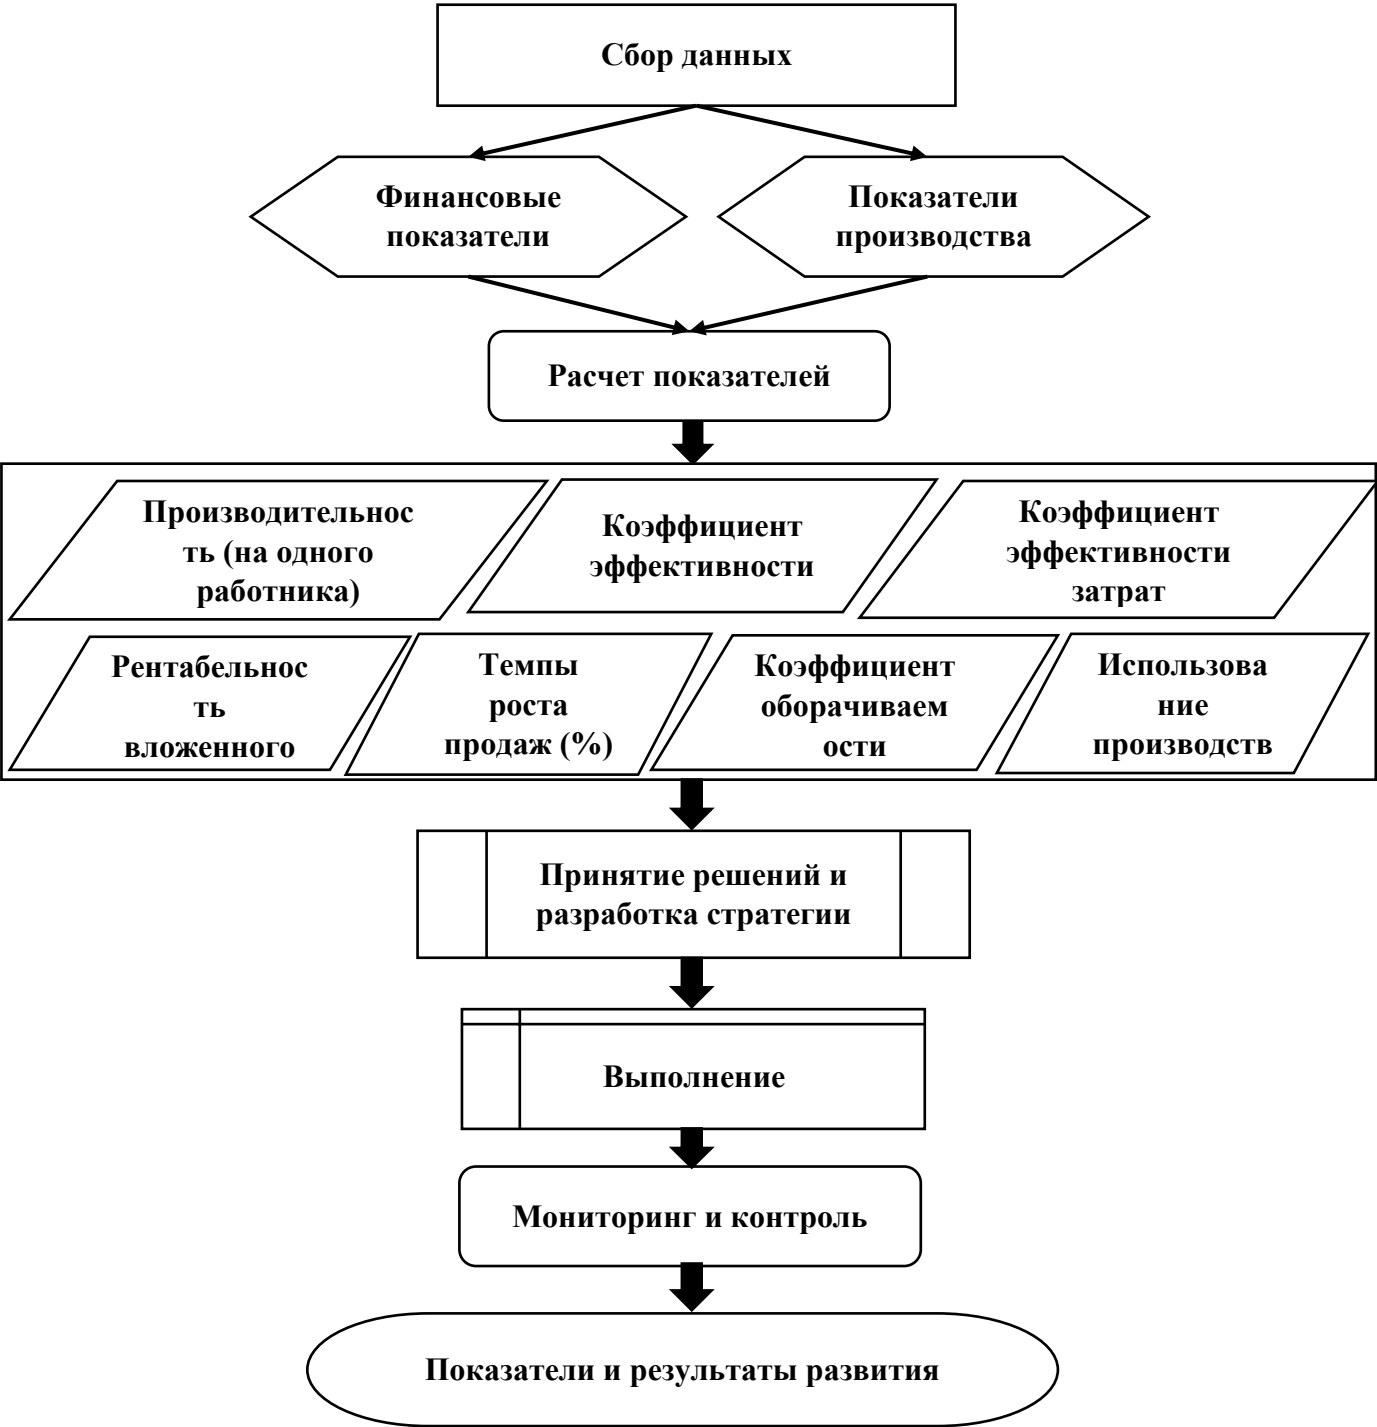 Сбор данных
Финансовые
показатели
Показатели
производства
Расчет показателей
Производительнос
ть (на одного
работника)
Коэффициент
эффективности
Коэффициент
эффективности
затрат
Рентабельнос
ть
вложенного
Темпы
роста
продаж (%)
Коэффициент
оборачиваем
ости
Использова
ние
производств
Принятие решений и
разработка стратегии
Выполнение
Мониторинг и контроль
Показатели и результаты развития